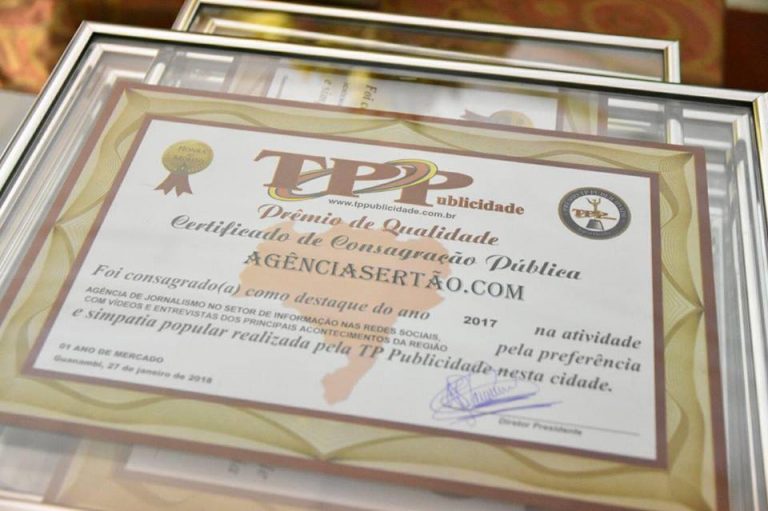 Foi co
HONRA
TPPublicidade
www.tppublicidade.com.br
Prêmio de Qualidade
Certificado de Consagração Pública
AGÊNCIASERTÃO.COM
Foi consagrado(a) como destaque do ano 2017 na atividade
AGÊNCIA DE JORNALISMO NO SETOR DE INFORMAÇÃO NAS REDES SOCIAIS,
COM VÍDEOS E ENTREVISTAS DOS PRINCIPAIS ACONTECIMENTOS DA REGIÃO pela preferência
e simpatia popular realizada pela TP Publicidade nesta cidade.
01 ANO DE MERCADO
Guanambi, 27 de janeiro de 2018
Diretor Presidente